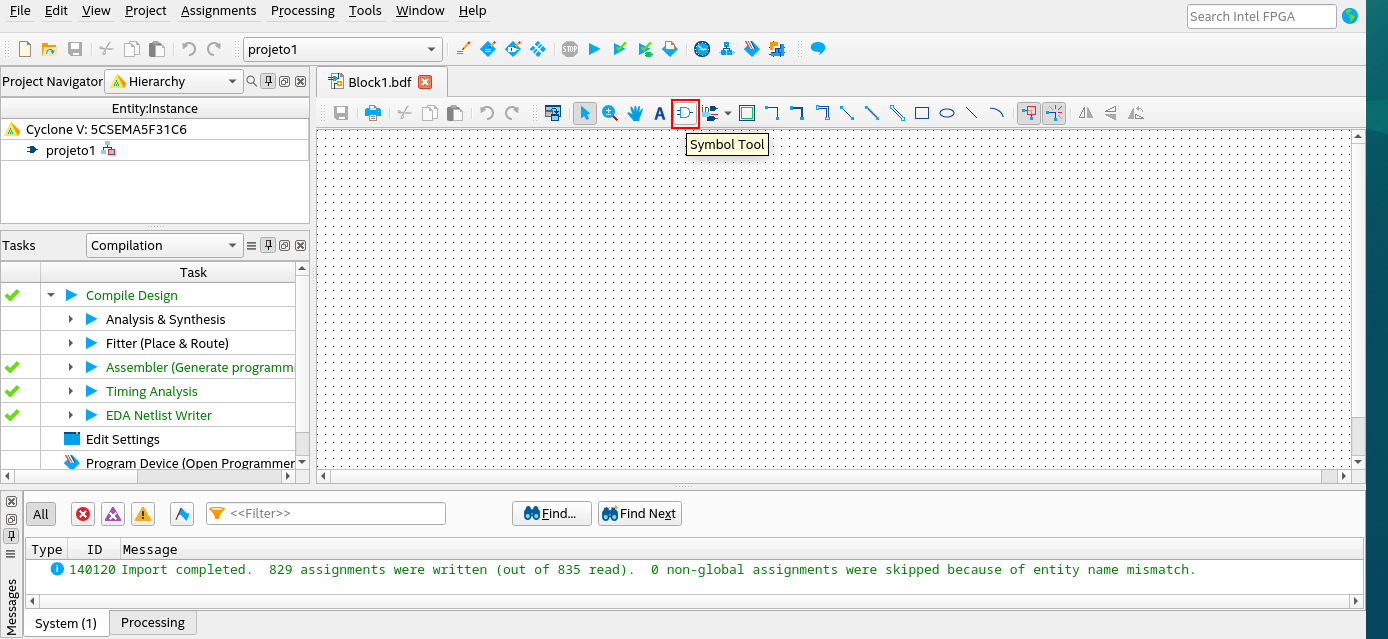 File Edit View Project Assignments Processing Tools Window Help
Search Intel FPGA
projeto1
Project Navigator Hierarchy
Block1.bdf
Entity:Instance
Cyclone V: 5CSEMA5F31C6
projeto1
Symbol Tool
Tasks Compilation
Task
Compile Design
Analysis & Synthesis
Fitter (Place & Route)
Assembler (Generate programmi
Timing Analysis
EDA Netlist Writer
Edit Settings
Program Device (Open Programmer
All <<Filter>> Find... Find Next
Type ID Message
140120 Import completed.  829 assignments were written (out of 835 read).  0 non-global assignments were skipped because of entity name mismatch.
Messages
System (1) Processing